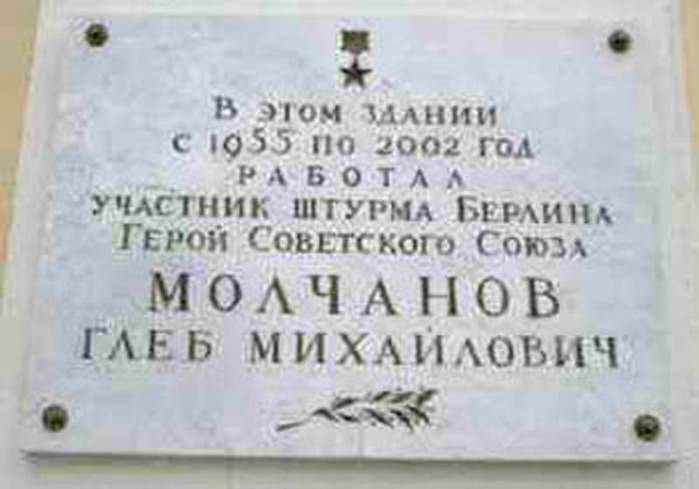 В ЭТОМ ЗДАНИИ
С 1955 ПО 2002 ГОД
РАБОТАЛ
УЧАСТНИК ШТУРМА БЕРЛИНА
ГЕРОЙ СОВЕТСКОГО СОЮЗА
МОЛЧАНОВ
ГЛЕБ МИХАЙЛОВИЧ